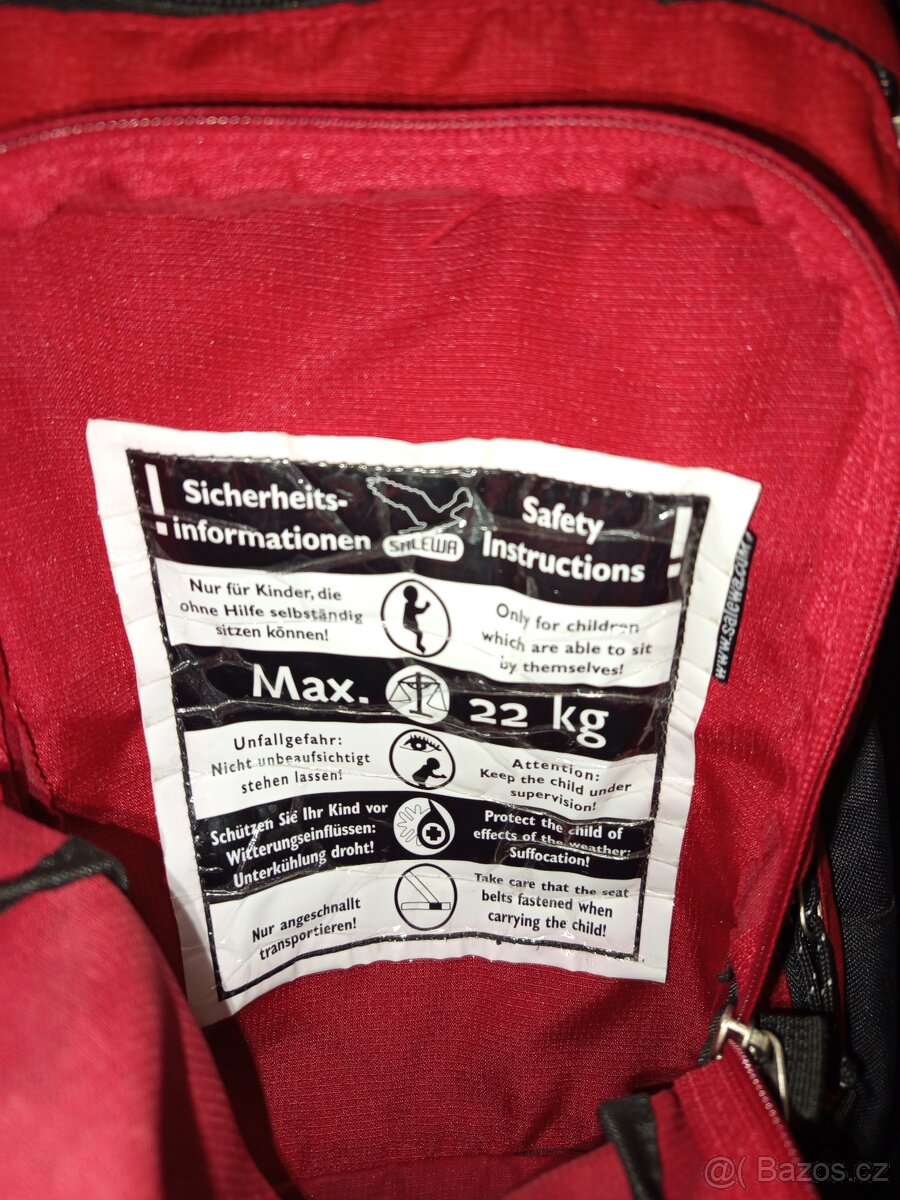 ! Sicherheits-
informationen
SALEWA
Safety
Instructions !
Nur für Kinder, die
ohne Hilfe selbständig
sitzen können!
Only for children
which are able to sit
by themselves!
Max. 22 kg
Unfallgefahr:
Nicht unbeaufsichtigt
stehen lassen!
Attention:
Keep the child under
supervision!
Schützen Sie Ihr Kind vor
Witterungseinflüssen:
Unterkühlung droht!
Protect the child of
effects of the weather:
Suffocation!
Nur angeschnallt
transportieren!
Take care that the seat
belts fastened when
carrying the child!
www.salewa.com
@( Bazos.cz